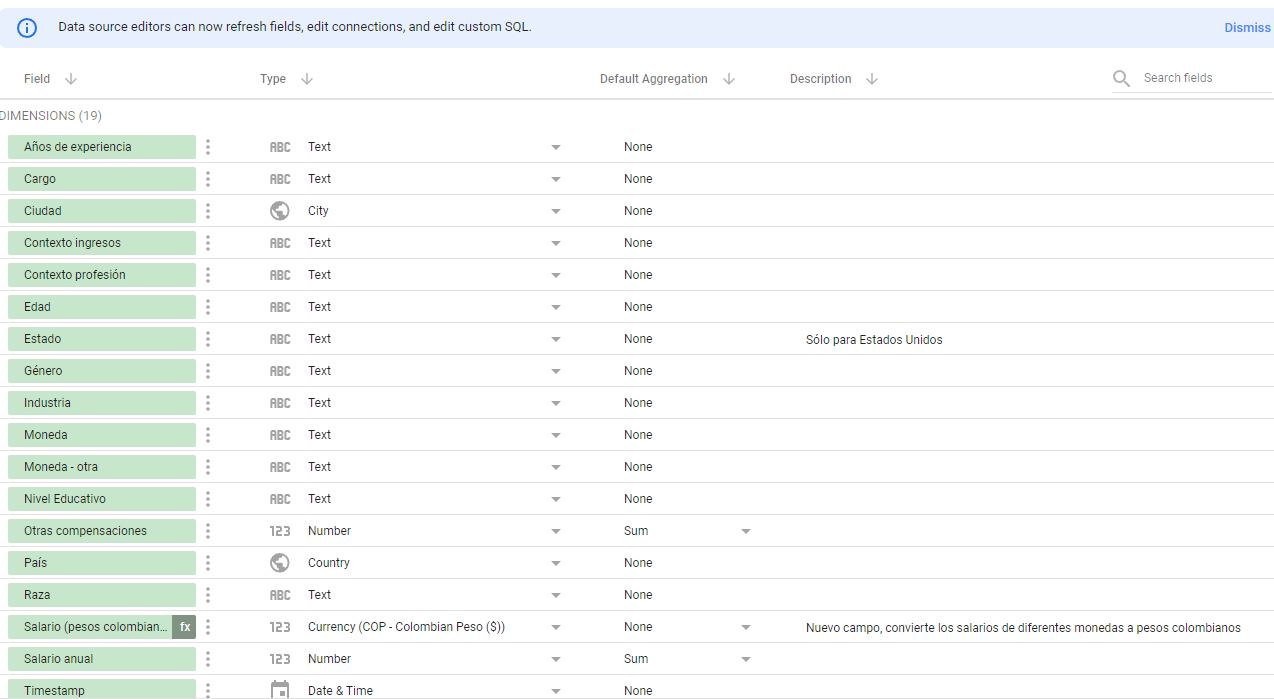 Data source editors can now refresh fields, edit connections, and edit custom SQL. Dismiss
Field Type Default Aggregation Description Search fields
DIMENSIONS (19)
Años de experiencia ABC Text None
Cargo ABC Text None
Ciudad City None
Contexto ingresos ABC Text None
Contexto profesión ABC Text None
Edad ABC Text None
Estado ABC Text None Sólo para Estados Unidos
Género ABC Text None
Industria ABC Text None
Moneda ABC Text None
Moneda - otra ABC Text None
Nivel Educativo ABC Text None
Otras compensaciones 123 Number Sum
País Country None
Raza ABC Text None
Salario (pesos colombian... fx 123 Currency (COP - Colombian Peso ($)) None Nuevo campo, convierte los salarios de diferentes monedas a pesos colombianos
Salario anual 123 Number Sum
Timestamp Date & Time None